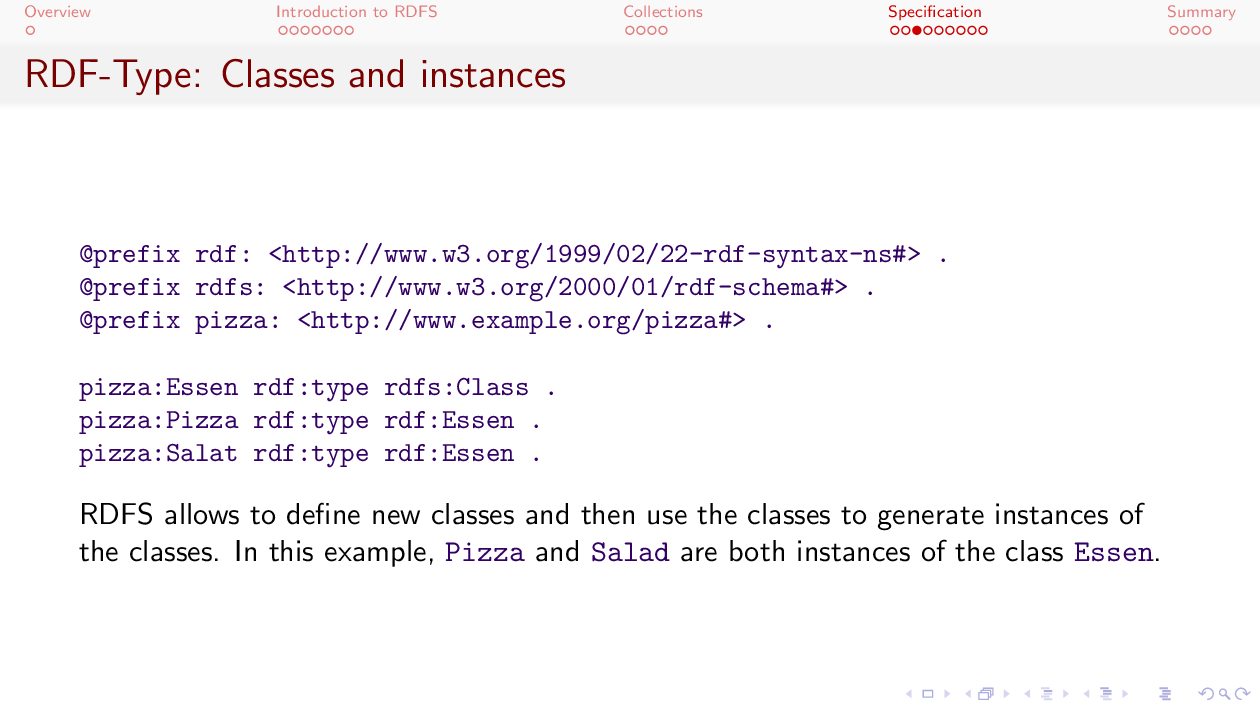 Overview Introduction to RDFS Collections Specification Summary
RDF-Type: Classes and instances
@prefix rdf: <http://www.w3.org/1999/02/22-rdf-syntax-ns#> .
@prefix rdfs: <http://www.w3.org/2000/01/rdf-schema#> .
@prefix pizza: <http://www.example.org/pizza#> .
pizza:Essen rdf:type rdfs:Class .
pizza:Pizza rdf:type rdf:Essen .
pizza:Salat rdf:type rdf:Essen .
RDFS allows to define new classes and then use the classes to generate instances of
the classes. In this example, Pizza and Salad are both instances of the class Essen.